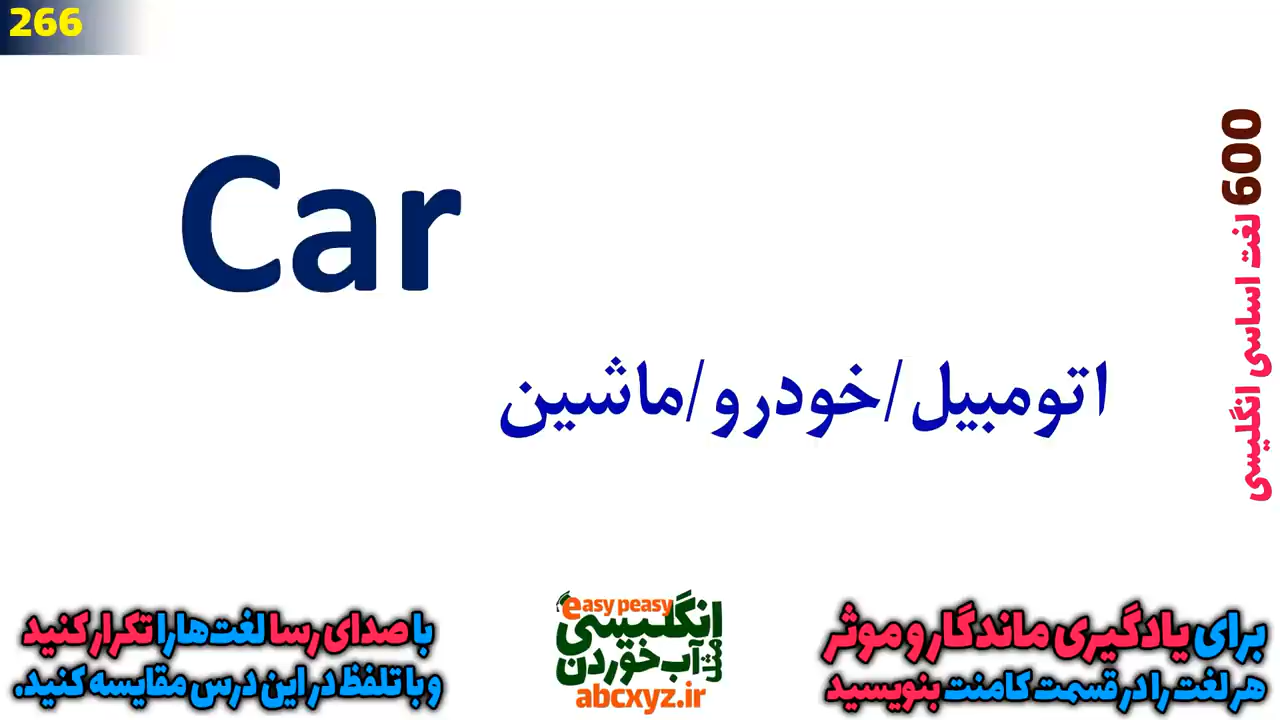 266
Car
اتومبیل/خودرو/ماشین
600 لغت اساسی انگلیسی
برای یادگیری ماندگار و موثر
هر لغت را در قسمت کامنت بنویسید
easy peasy
انگلیسی
مثل آب خوردن
abcxyz.ir
با صدای رسا لغت‌ها را تکرار کنید
و با تلفظ در این درس مقایسه کنید.